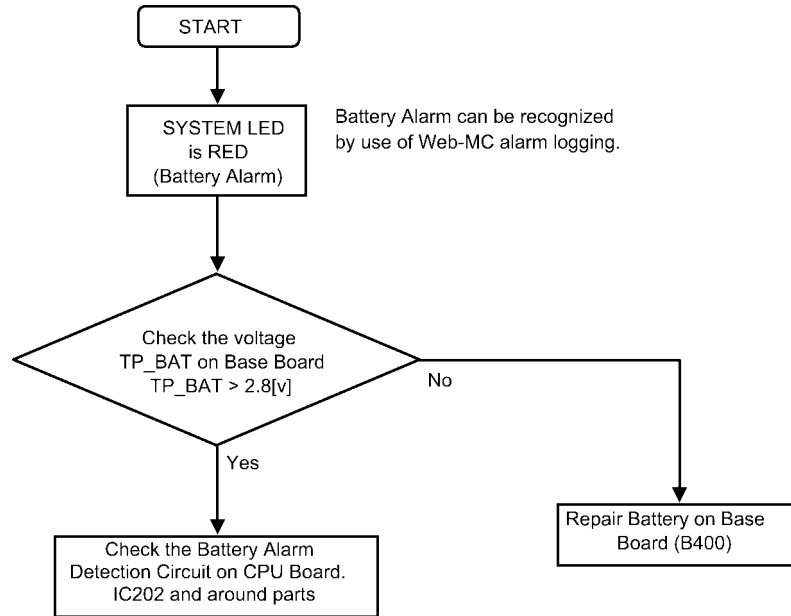 START
SYSTEM LED
is RED
(Battery Alarm)
Battery Alarm can be recognized
by use of Web-MC alarm logging.
Check the voltage
TP_BAT on Base Board
TP_BAT > 2.8[v]
No
Yes
Repair Battery on Base
Board (B400)
Check the Battery Alarm
Detection Circuit on CPU Board.
IC202 and around parts